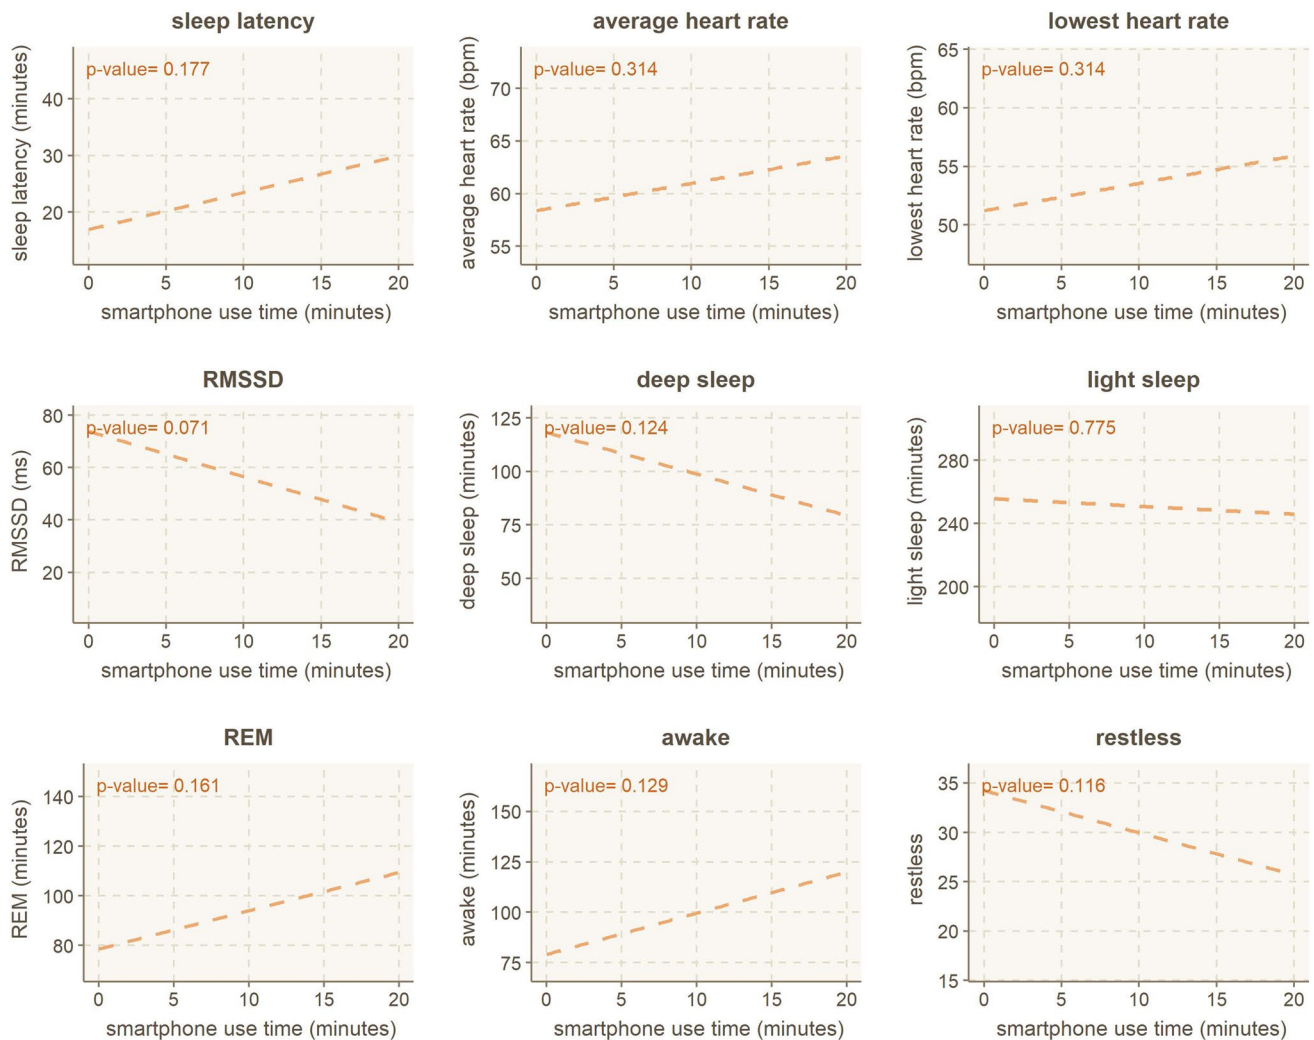 sleep latency
p-value= 0.177
sleep latency (minutes)
40
30
20
0 5 10 15 20
smartphone use time (minutes)
average heart rate
p-value= 0.314
average heart rate (bpm)
70
65
60
55
0 5 10 15 20
smartphone use time (minutes)
lowest heart rate
p-value= 0.314
lowest heart rate (bpm)
65
60
55
50
0 5 10 15 20
smartphone use time (minutes)
RMSSD
p-value= 0.071
RMSSD (ms)
80
60
40
20
0 5 10 15 20
smartphone use time (minutes)
deep sleep
p-value= 0.124
deep sleep (minutes)
125
100
75
50
0 5 10 15 20
smartphone use time (minutes)
light sleep
p-value= 0.775
light sleep (minutes)
280
240
200
0 5 10 15 20
smartphone use time (minutes)
REM
p-value= 0.161
REM (minutes)
140
120
100
80
0 5 10 15 20
smartphone use time (minutes)
awake
p-value= 0.129
awake (minutes)
150
125
100
75
0 5 10 15 20
smartphone use time (minutes)
restless
p-value= 0.116
restless
35
30
25
20
15
0 5 10 15 20
smartphone use time (minutes)